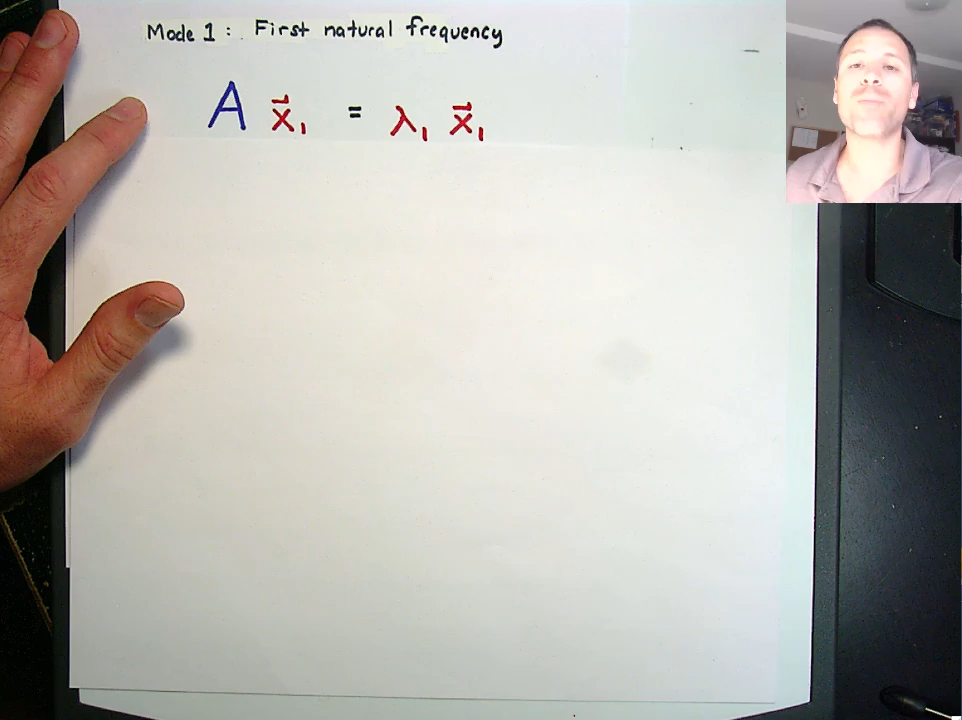 Mode 1 : First natural frequency
A x⃗₁ = λ₁ x⃗₁